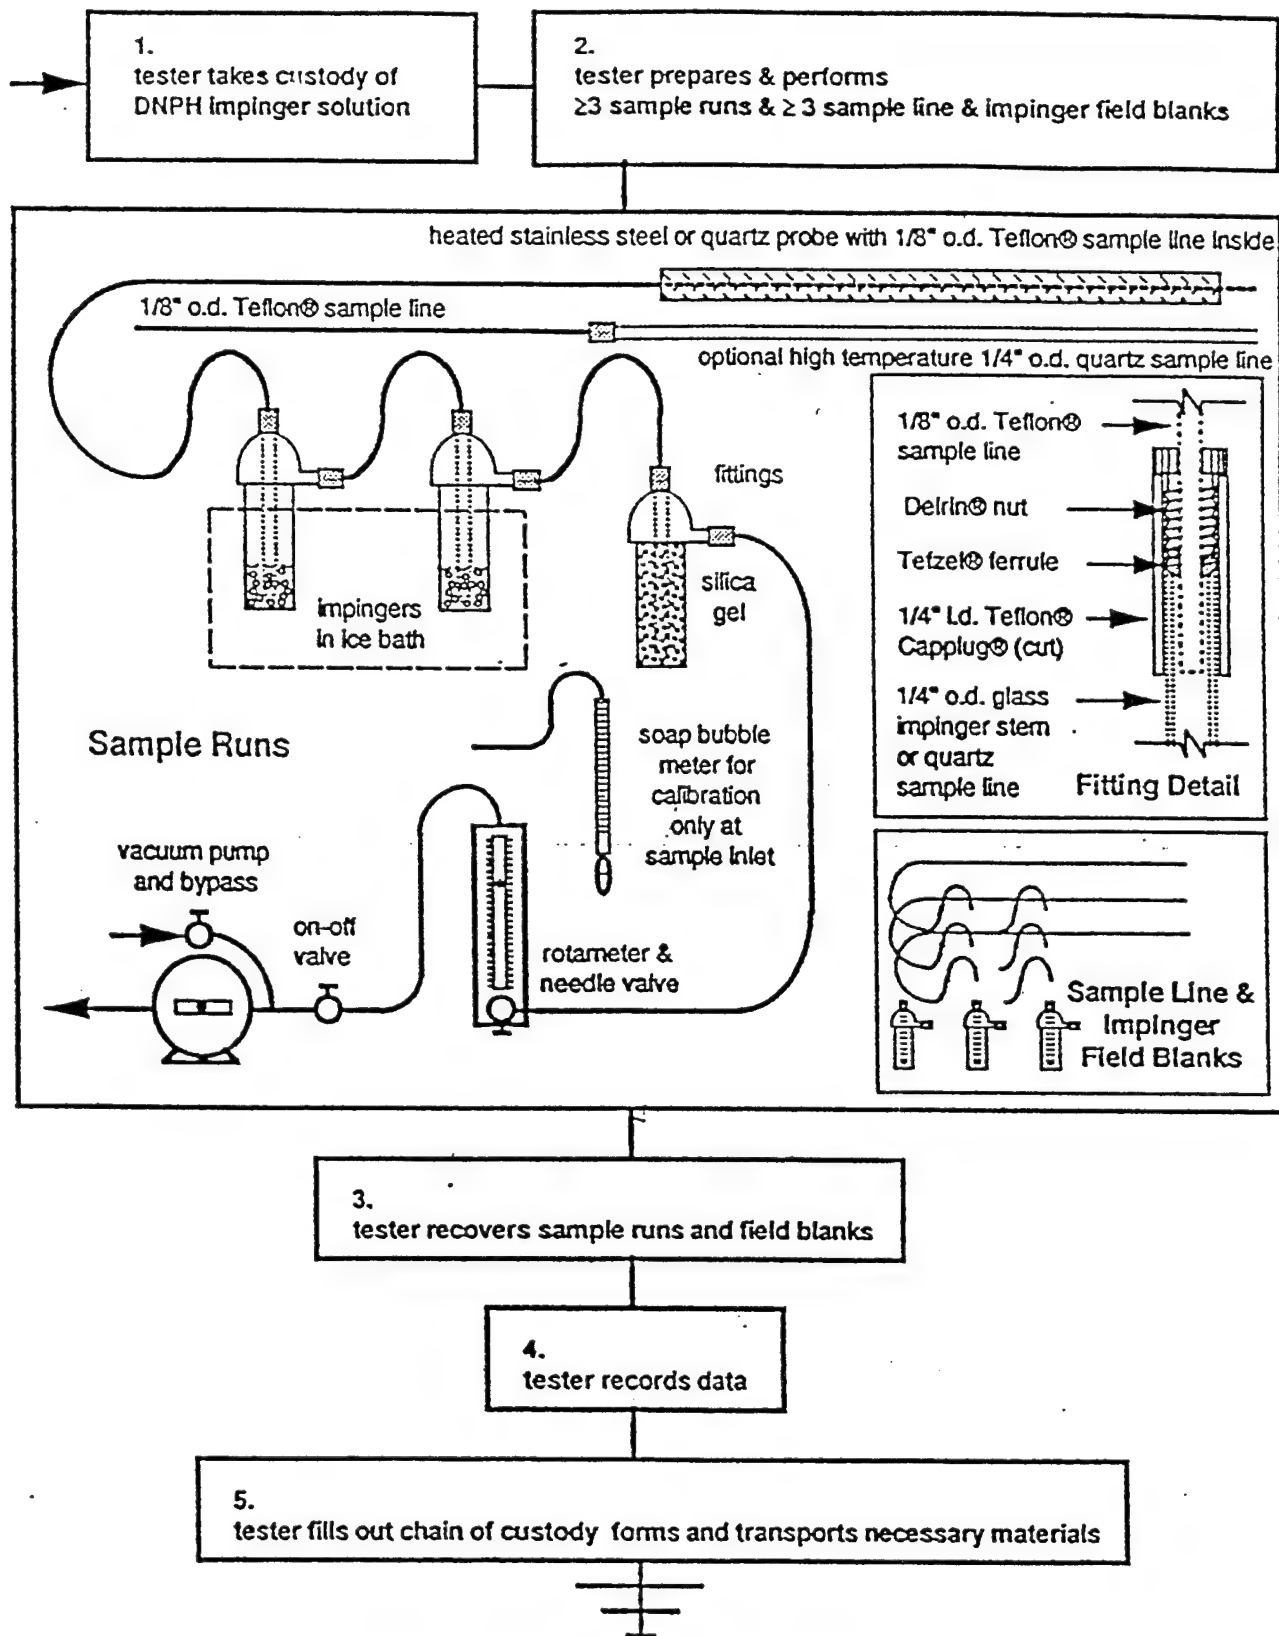 1.
tester takes custody of
DNPH impinger solution
2.
tester prepares & performs
≥3 sample runs & ≥ 3 sample line & impinger field blanks
heated stainless steel or quartz probe with 1/8" o.d. Teflon® sample line inside
1/8" o.d. Teflon® sample line
optional high temperature 1/4" o.d. quartz sample line
fittings
silica
gel
impingers
in ice bath
1/8" o.d. Teflon®
sample line
Delrin® nut
Tefzel® ferrule
1/4" i.d. Teflon®
Capplug® (cut)
1/4" o.d. glass
impinger stem
or quartz
sample line
Fitting Detail
Sample Runs
soap bubble
meter for
calibration
only at
sample inlet
vacuum pump
and bypass
on-off
valve
rotameter &
needle valve
Sample Line &
Impinger
Field Blanks
3.
tester recovers sample runs and field blanks
4.
tester records data
5.
tester fills out chain of custody forms and transports necessary materials